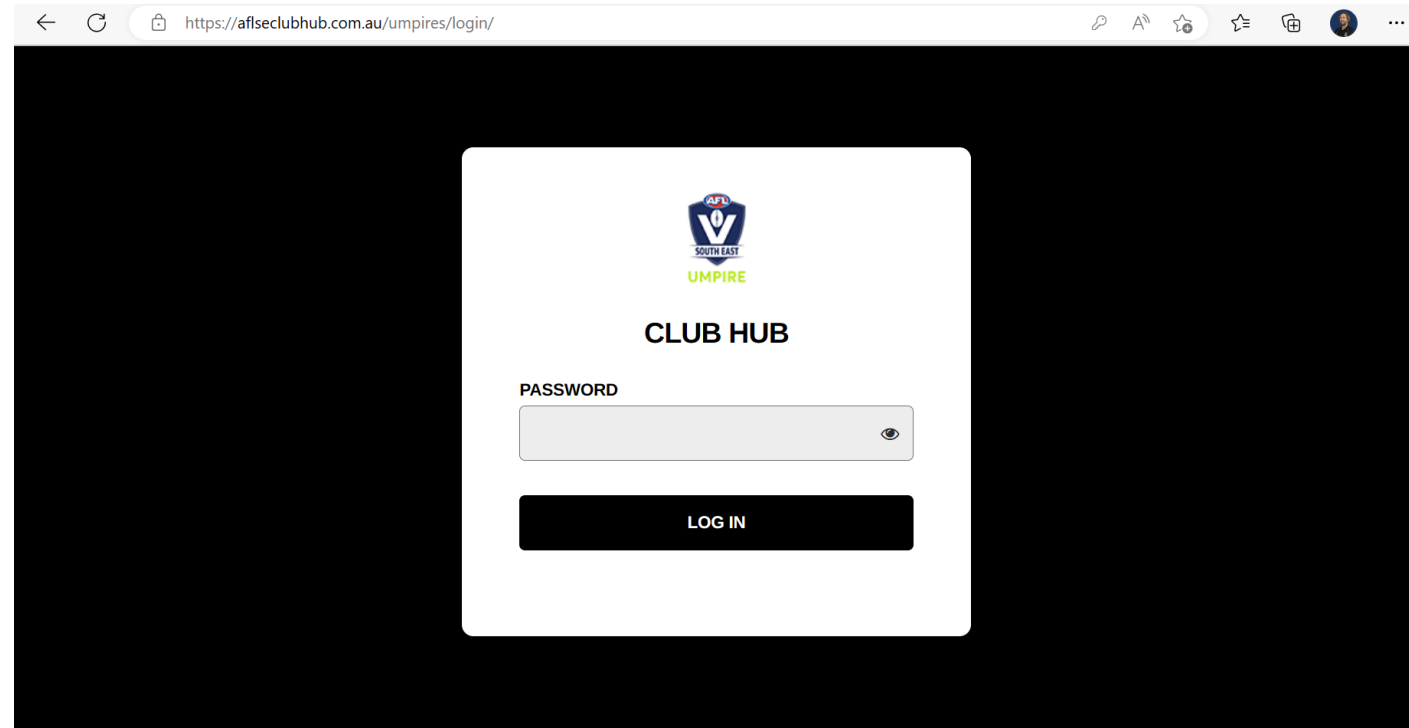 https://aflseclubhub.com.au/umpires/login/
AFL
V
SOUTH EAST
UMPIRE
CLUB HUB
PASSWORD
LOG IN